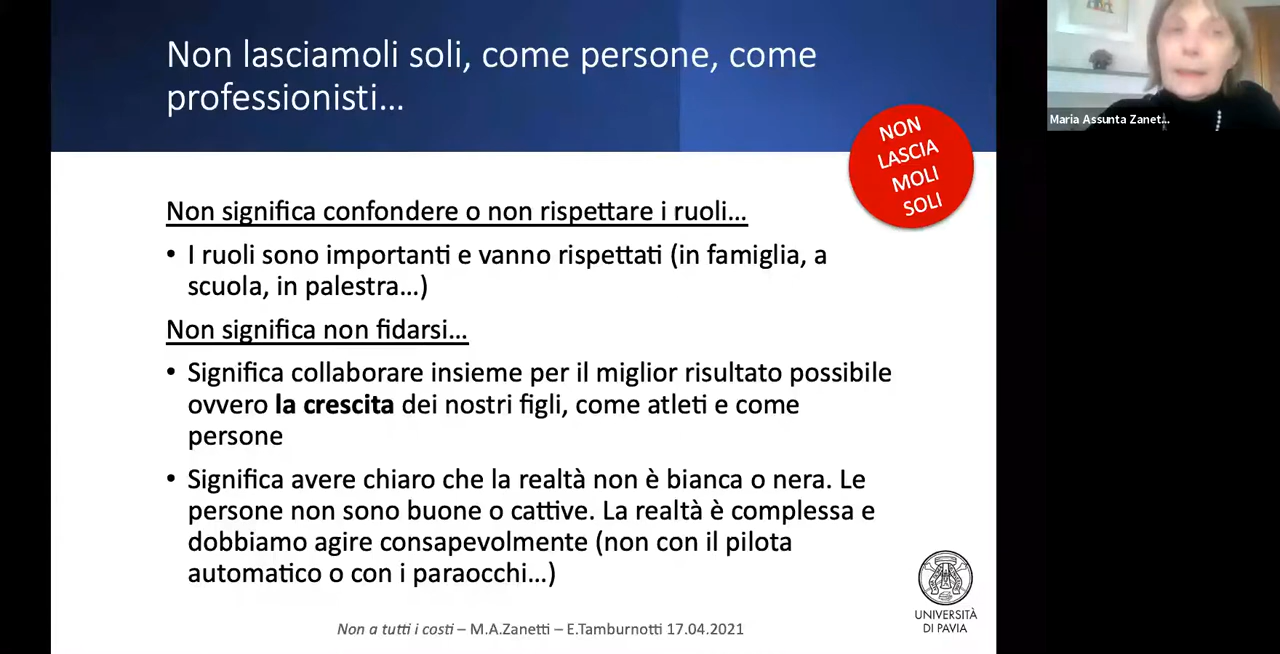 Non lasciamoli soli, come persone, come
professionisti...
NON
LASCIA
MOLI
SOLI
Non significa confondere o non rispettare i ruoli...
• I ruoli sono importanti e vanno rispettati (in famiglia, a
scuola, in palestra...)
Non significa non fidarsi...
• Significa collaborare insieme per il miglior risultato possibile
ovvero la crescita dei nostri figli, come atleti e come
persone
• Significa avere chiaro che la realtà non è bianca o nera. Le
persone non sono buone o cattive. La realtà è complessa e
dobbiamo agire consapevolmente (non con il pilota
automatico o con i paraocchi...)
UNIVERSITÀ
DI PAVIA
Non a tutti i costi – M.A.Zanetti – E.Tamburnotti 17.04.2021
Maria Assunta Zanet...